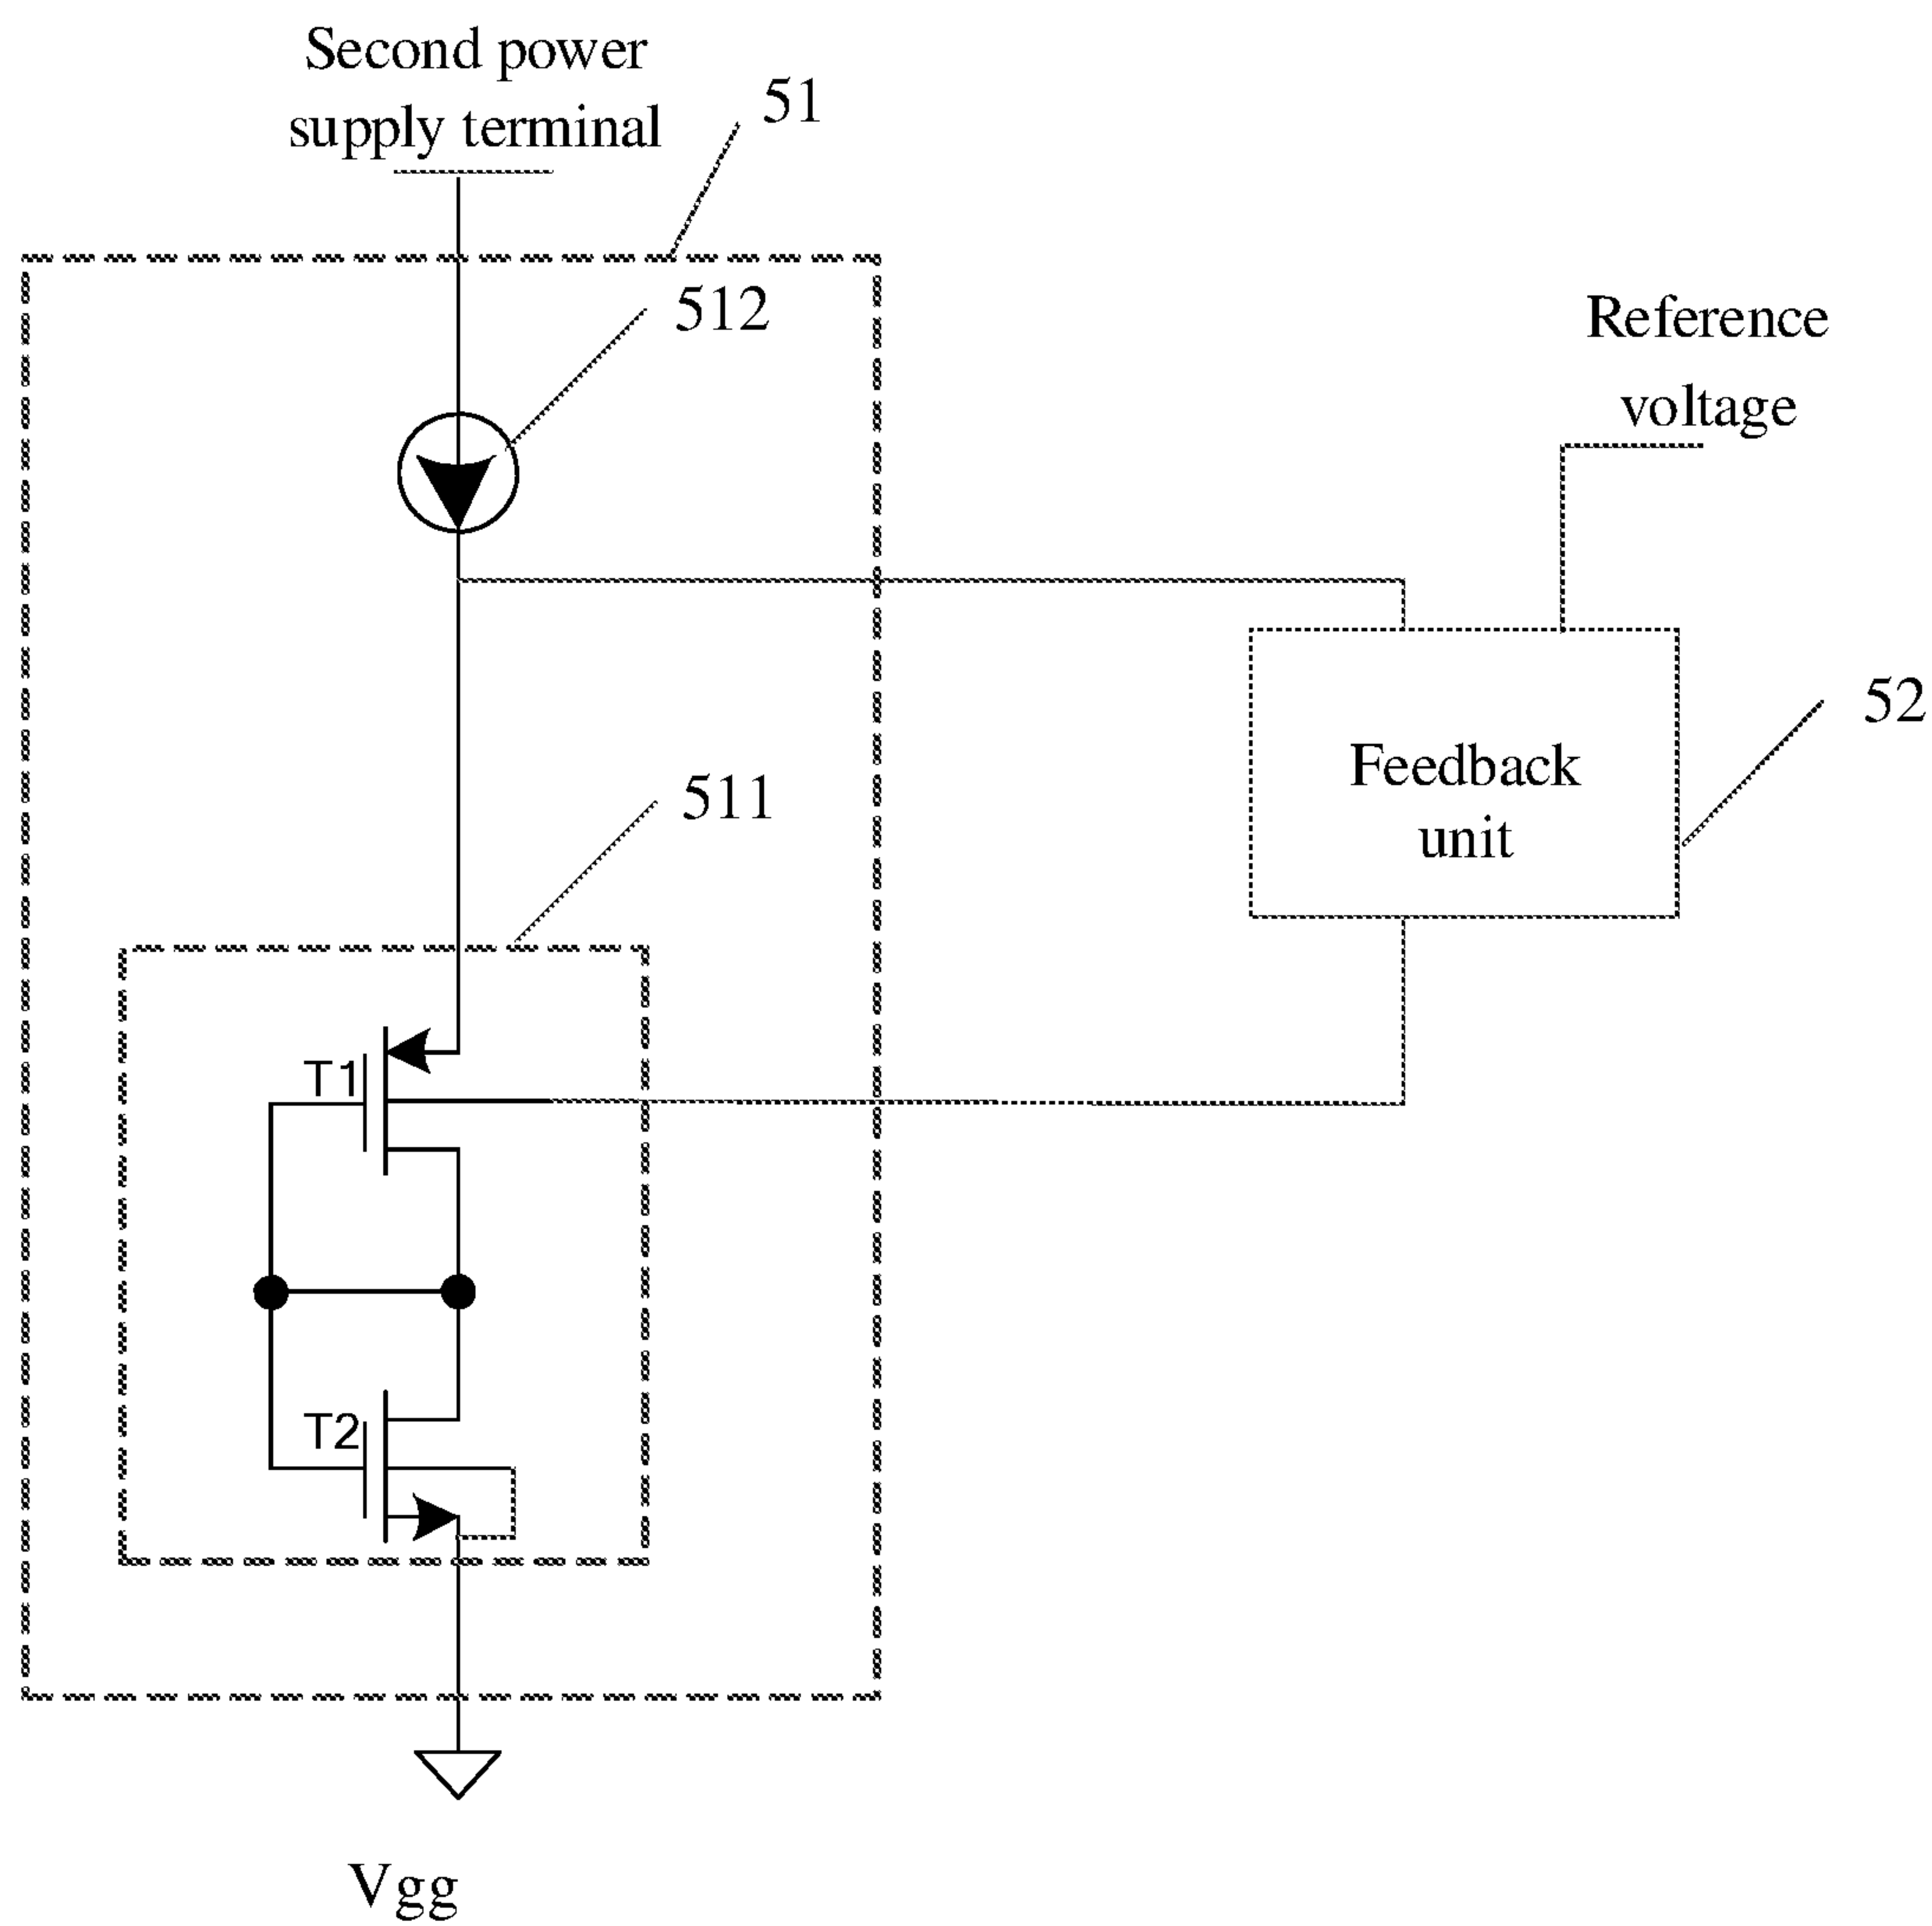 Second power
supply terminal
51
512
Reference
voltage
52
Feedback
unit
511
T1
T2
Vgg